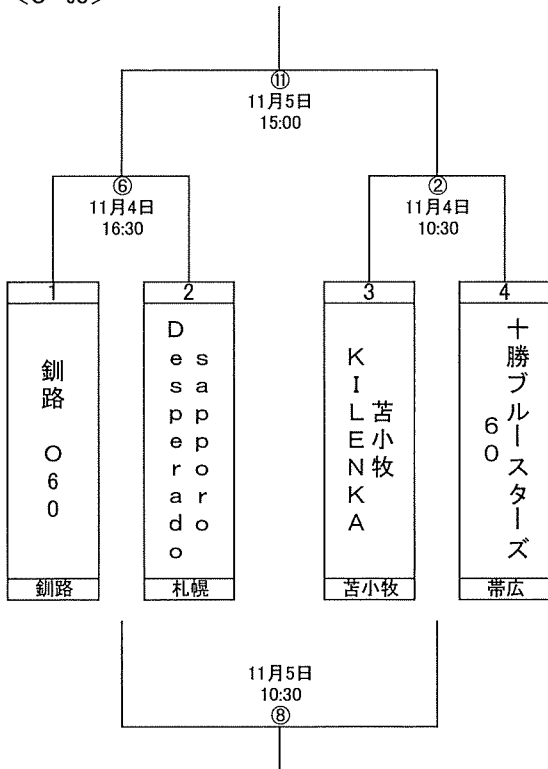 ⑪
11月5日
15:00
⑥
11月4日
16:30
②
11月4日
10:30
1
2
3
4
釧路 O60
sapporo
Desperado
苫小牧
KILENKA
十勝ブルースターズ
60
釧路
札幌
苫小牧
帯広
11月5日
10:30
⑧